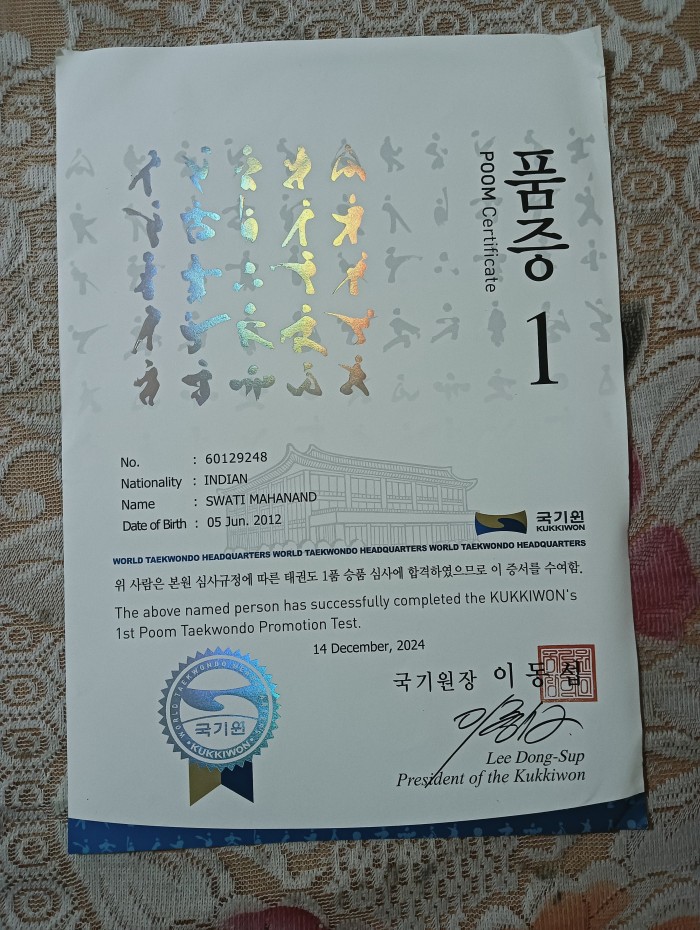 품증
POOM Certificate
1
No. : 60129248
Nationality : INDIAN
Name : SWATI MAHANAND
Date of Birth : 05 Jun. 2012
국기원
KUKKIWON
WORLD TAEKWONDO HEADQUARTERS WORLD TAEKWONDO HEADQUARTERS WORLD TAEKWONDO HEADQUARTERS
위 사람은 본원 심사규정에 따른 태권도 1품 승품 심사에 합격하였으므로 이 증서를 수여함.
The above named person has successfully completed the KUKKIWON's
1st Poom Taekwondo Promotion Test.
14 December, 2024
국기원장 이동섭
Lee Dong-Sup
President of the Kukkiwon
WORLD TAEKWONDO
국기원
KUKKIWON